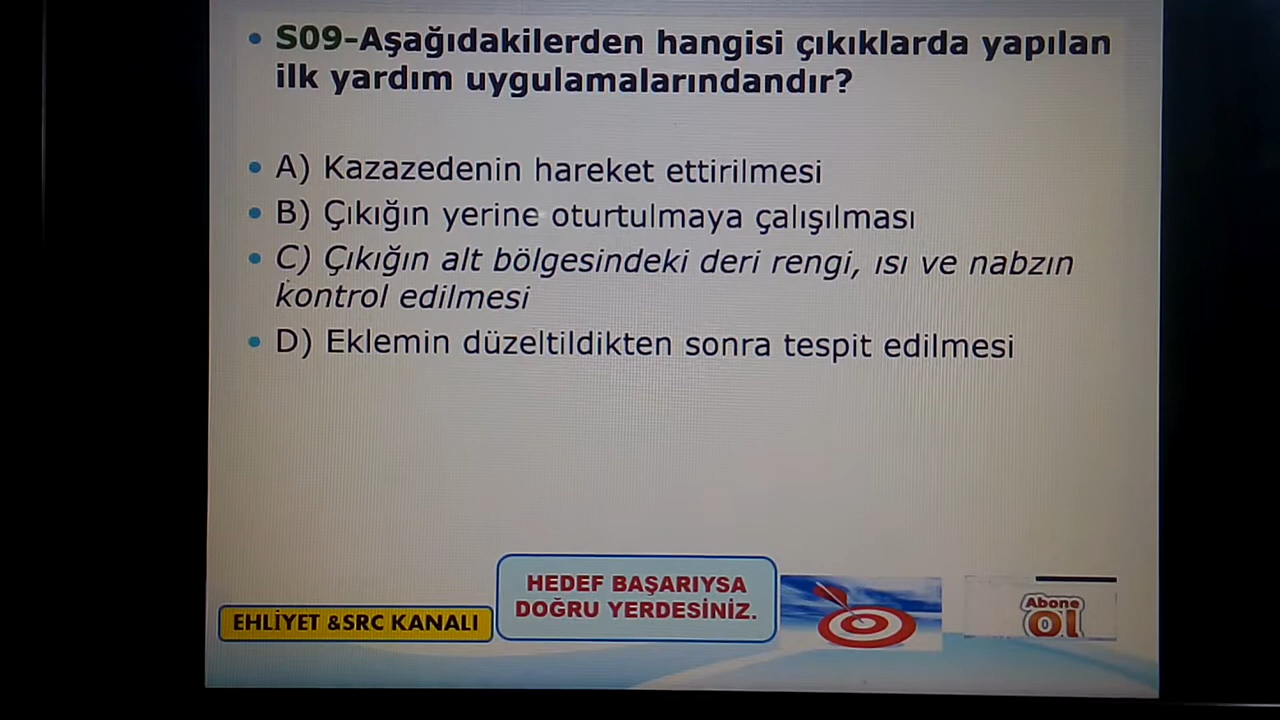 S09-Aşağıdakilerden hangisi çıkıklarda yapılan
ilk yardım uygulamalarındandır?
A) Kazazedenin hareket ettirilmesi
B) Çıkığın yerine oturtulmaya çalışılması
C) Çıkığın alt bölgesindeki deri rengi, ısı ve nabzın
kontrol edilmesi
D) Eklemin düzeltildikten sonra tespit edilmesi
EHLİYET &SRC KANALI
HEDEF BAŞARIYSA
DOĞRU YERDESİNİZ.
Abone
Ol